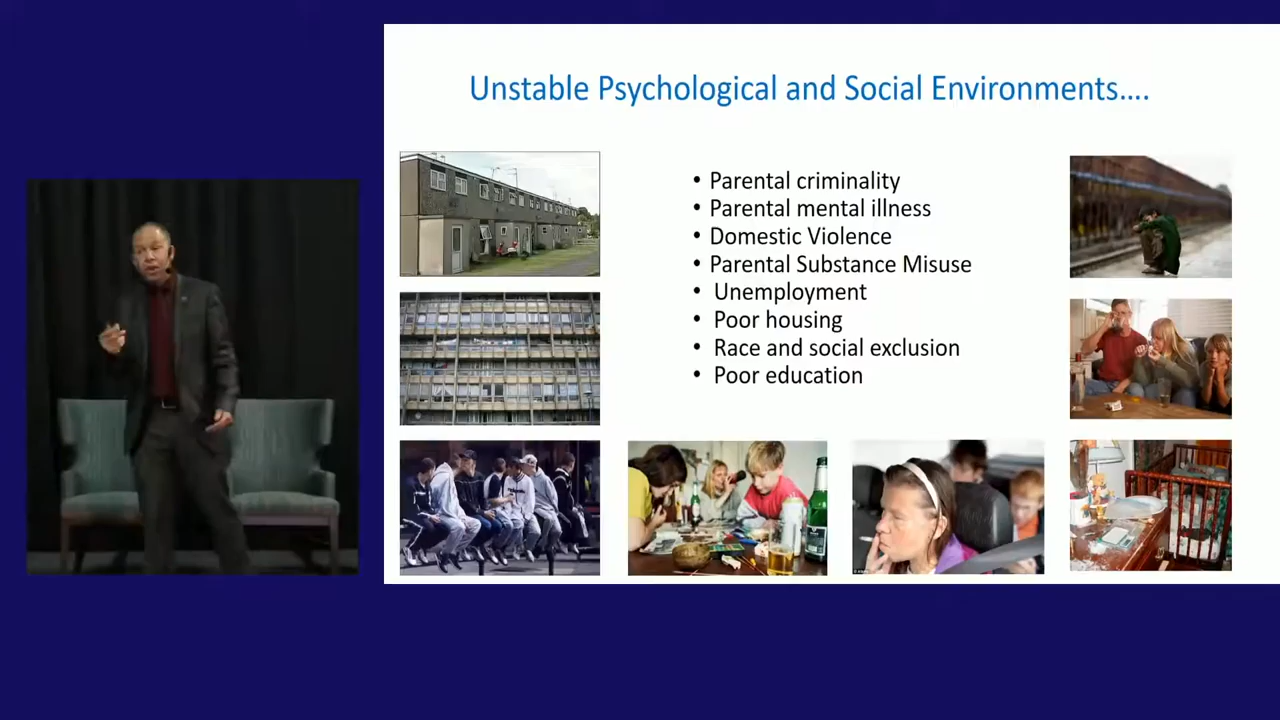 Unstable Psychological and Social Environments....
• Parental criminality
• Parental mental illness
• Domestic Violence
• Parental Substance Misuse
• Unemployment
• Poor housing
• Race and social exclusion
• Poor education